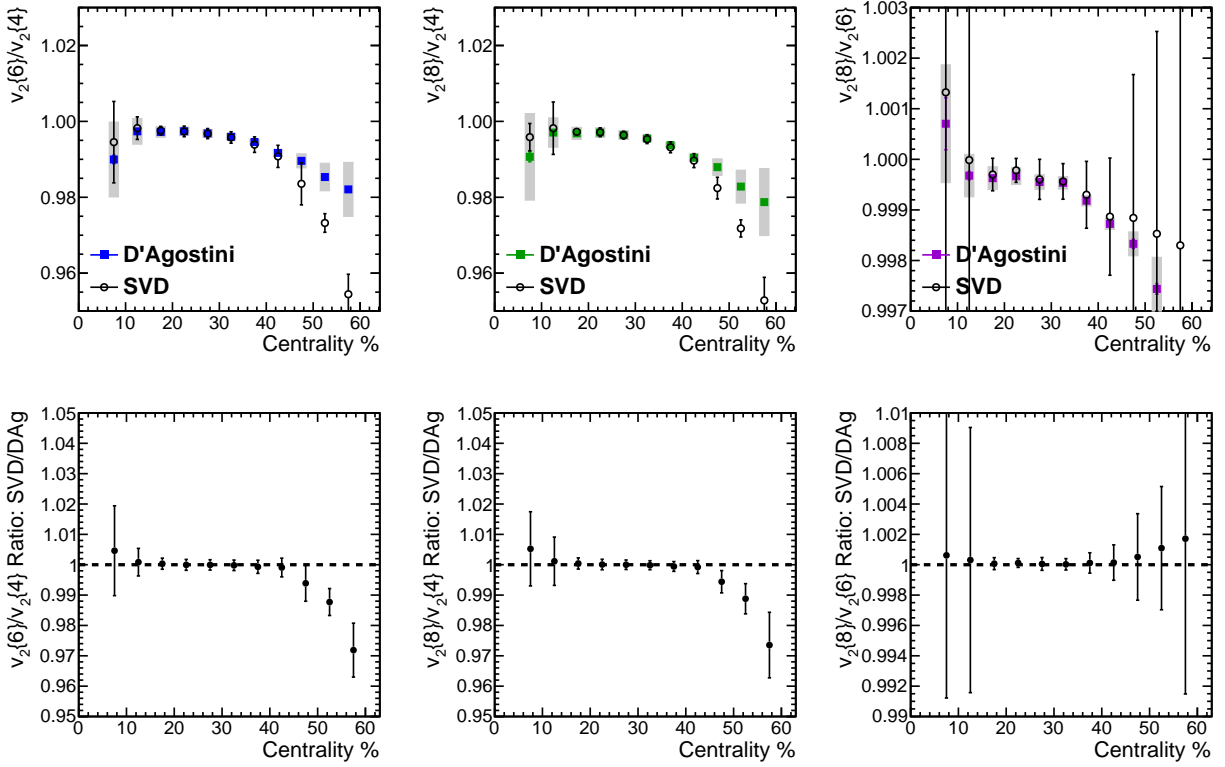 v2{6}/v2{4}
1.02
1.00
0.98
0.96
D'Agostini
SVD
0 10 20 30 40 50 60
Centrality %
v2{8}/v2{4}
1.02
1.00
0.98
0.96
D'Agostini
SVD
0 10 20 30 40 50 60
Centrality %
v2{8}/v2{6}
1.003
1.002
1.001
1.000
0.999
0.998
0.997
D'Agostini
SVD
0 10 20 30 40 50 60
Centrality %
v2{6}/v2{4} Ratio: SVD/DAg
1.05
1.04
1.03
1.02
1.01
1
0.99
0.98
0.97
0.96
0.95
0 10 20 30 40 50 60
Centrality %
v2{8}/v2{4} Ratio: SVD/DAg
1.05
1.04
1.03
1.02
1.01
1
0.99
0.98
0.97
0.96
0.95
0 10 20 30 40 50 60
Centrality %
v2{8}/v2{6} Ratio: SVD/DAg
1.01
1.008
1.006
1.004
1.002
1
0.998
0.996
0.994
0.992
0.99
0 10 20 30 40 50 60
Centrality %